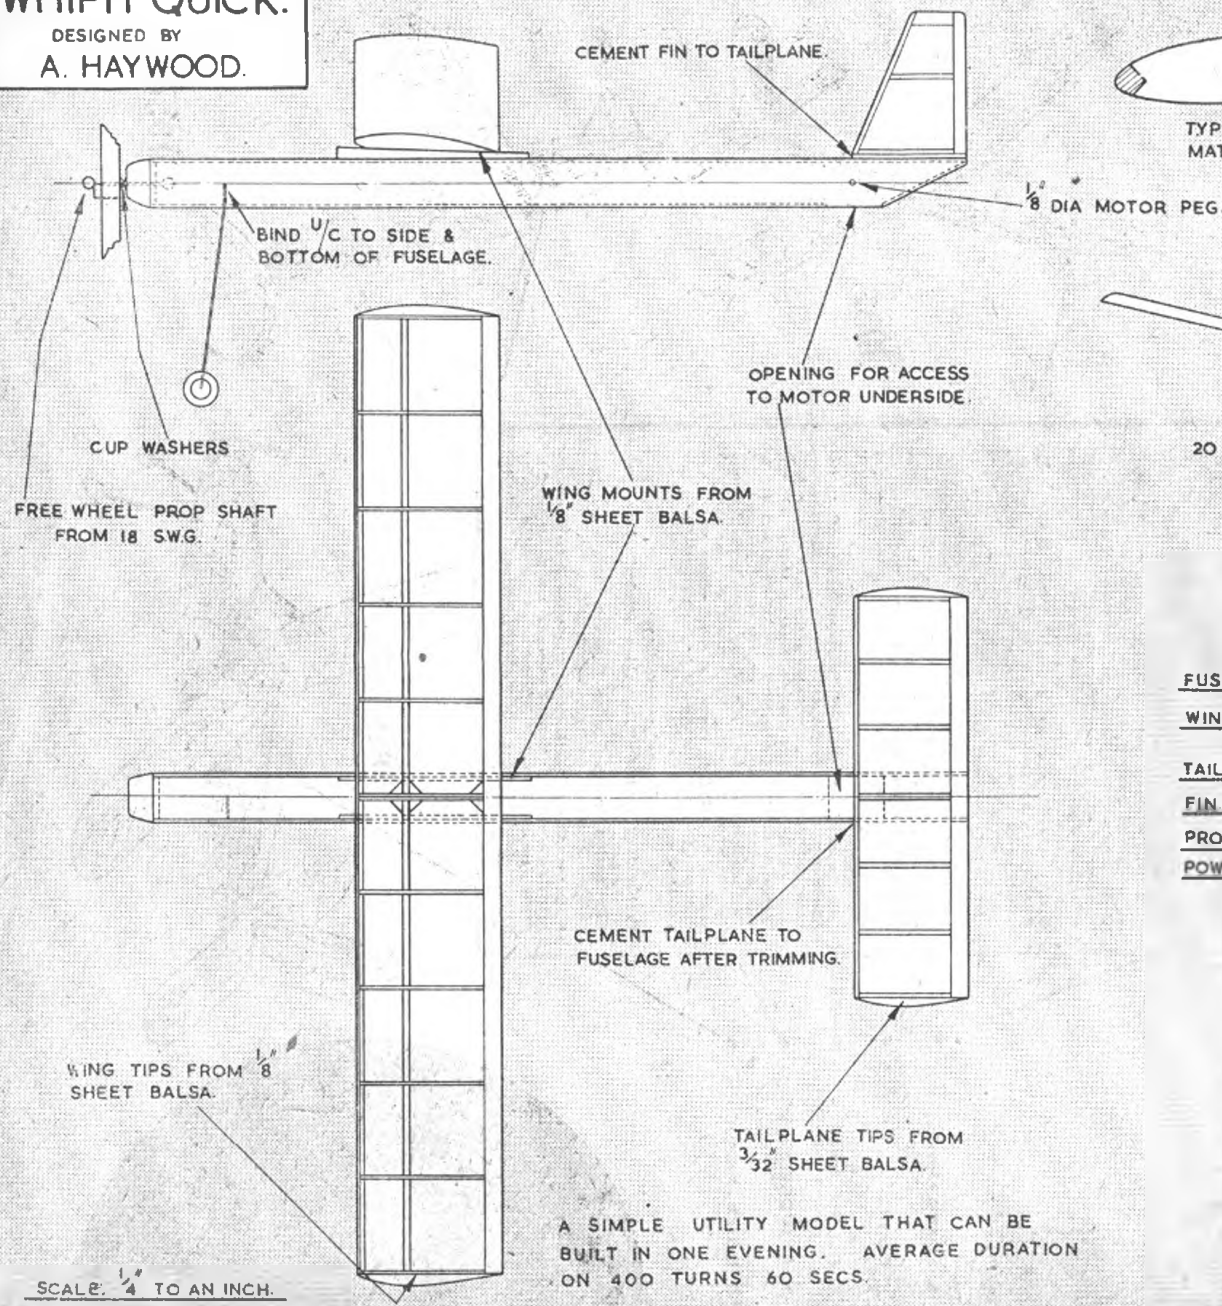 WHIPIT QUICK.
DESIGNED BY
A. HAYWOOD.
CEMENT FIN TO TAILPLANE.
TYP
MAT
1/8" DIA MOTOR PEG
BIND U/C TO SIDE &
BOTTOM OF FUSELAGE.
OPENING FOR ACCESS
TO MOTOR UNDERSIDE.
CUP WASHERS
20
FREE WHEEL PROP SHAFT
FROM 18 S.W.G.
WING MOUNTS FROM
1/8" SHEET BALSA.
FUS
WIN
TAIL
FIN
PRO
POW
CEMENT TAILPLANE TO
FUSELAGE AFTER TRIMMING.
WING TIPS FROM 1/8"
SHEET BALSA.
TAILPLANE TIPS FROM
3/32" SHEET BALSA.
A SIMPLE UTILITY MODEL THAT CAN BE
BUILT IN ONE EVENING. AVERAGE DURATION
ON 400 TURNS 60 SECS.
SCALE. 1/4" TO AN INCH.